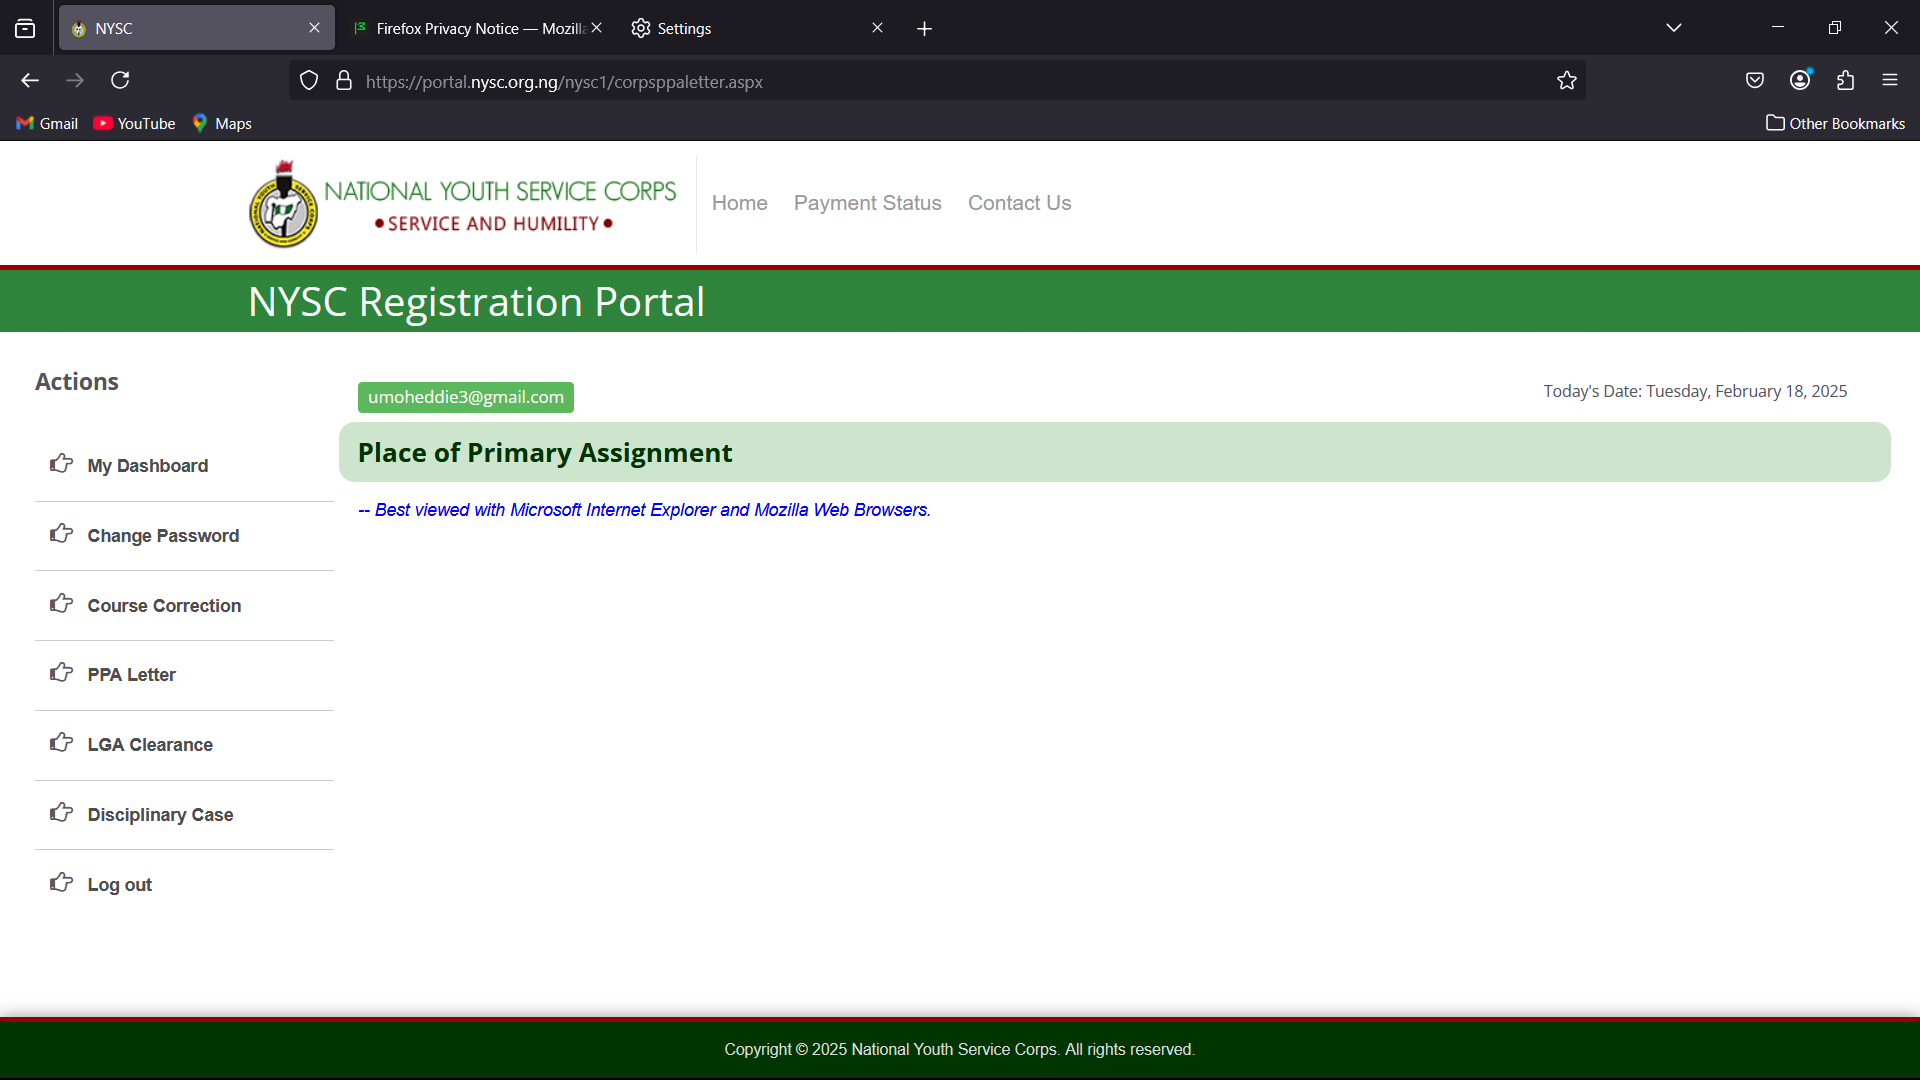 NYSC
Firefox Privacy Notice — Mozill
Settings
https://portal.nysc.org.ng/nysc1/corpsppaletter.aspx
Gmail
YouTube
Maps
Other Bookmarks
NATIONAL YOUTH SERVICE CORPS
•SERVICE AND HUMILITY•
Home
Payment Status
Contact Us
NYSC Registration Portal
Actions
My Dashboard
Change Password
Course Correction
PPA Letter
LGA Clearance
Disciplinary Case
Log out
umoheddie3@gmail.com
Today's Date: Tuesday, February 18, 2025
Place of Primary Assignment
-- Best viewed with Microsoft Internet Explorer and Mozilla Web Browsers.
Copyright © 2025 National Youth Service Corps. All rights reserved.